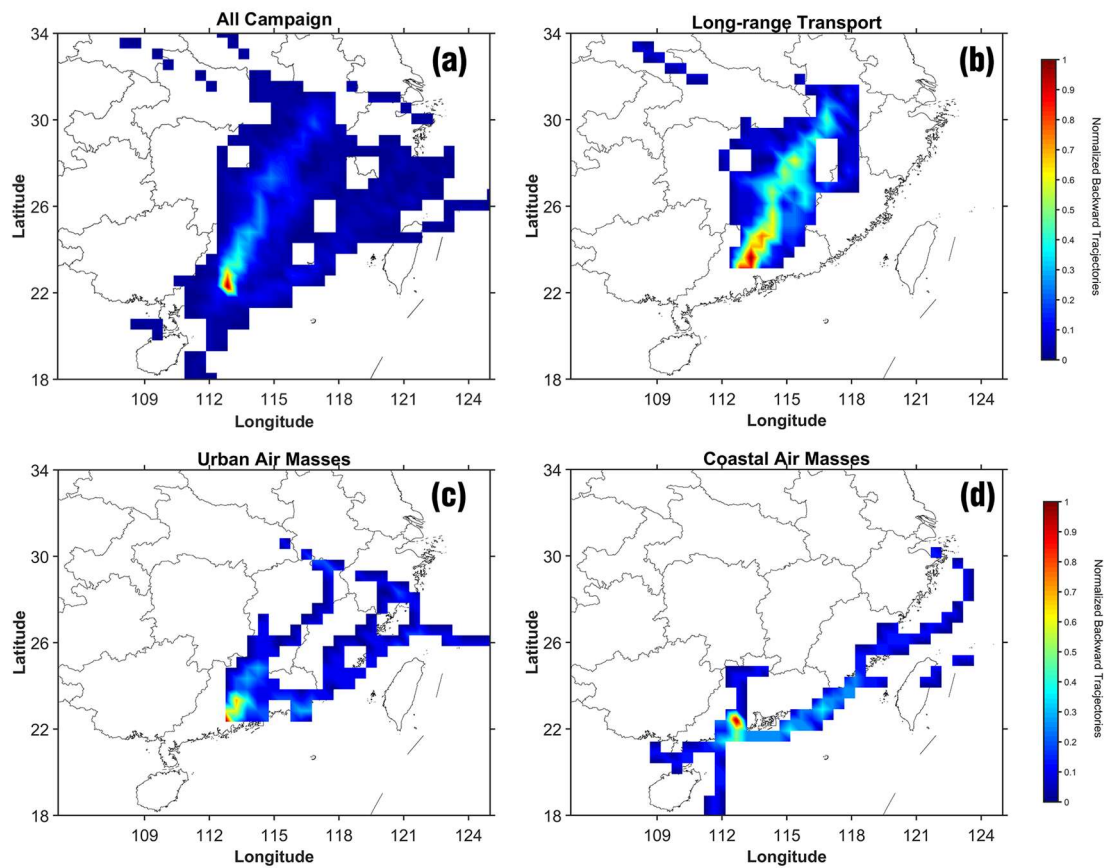 All Campaign
(a)
34
30
26
22
18
Latitude
109 112 115 118 121 124
Longitude
Long-range Transport
(b)
34
30
26
22
18
Latitude
109 112 115 118 121 124
Longitude
1
0.9
0.8
0.7
0.6
0.5
0.4
0.3
0.2
0.1
0
Normalized Backward Tracjectories
Urban Air Masses
(c)
34
30
26
22
18
Latitude
109 112 115 118 121 124
Longitude
Coastal Air Masses
(d)
34
30
26
22
18
Latitude
109 112 115 118 121 124
Longitude
1
0.9
0.8
0.7
0.6
0.5
0.4
0.3
0.2
0.1
0
Normalized Backward Tracjectories